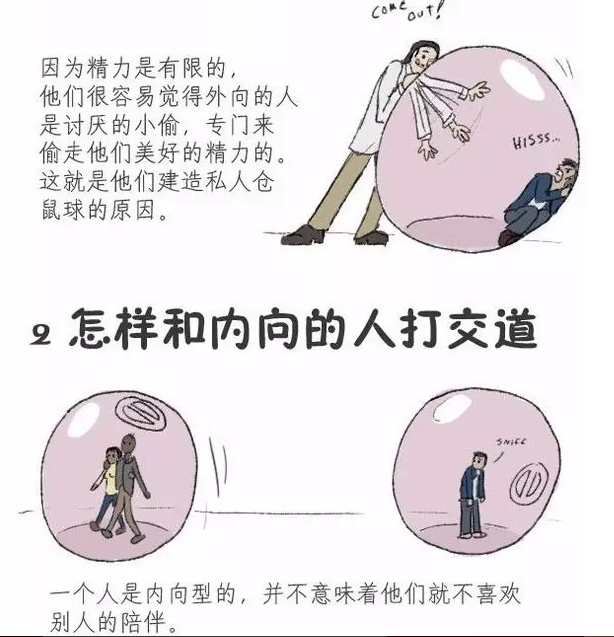 COME OUT!
因为精力是有限的，
他们很容易觉得外向的人
是讨厌的小偷，专门来
偷走他们美好的精力的。
这就是他们建造私人仓
鼠球的原因。
HISSS...
2 怎样和内向的人打交道
SNIFF
一个人是内向型的，并不意味着他们就不喜欢
别人的陪伴。